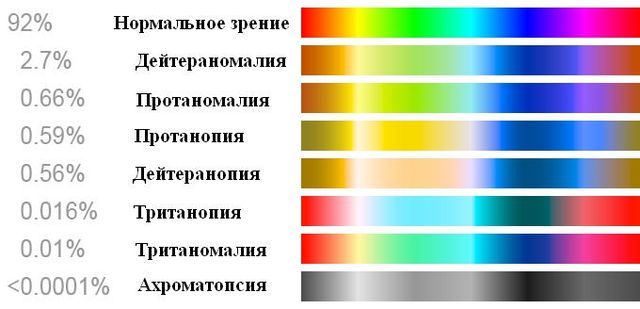 92% Нормальное зрение
2.7% Дейтераномалия
0.66% Протаномалия
0.59% Протанопия
0.56% Дейтеранопия
0.016% Тританопия
0.01% Тританомалия
<0.0001% Ахроматопсия